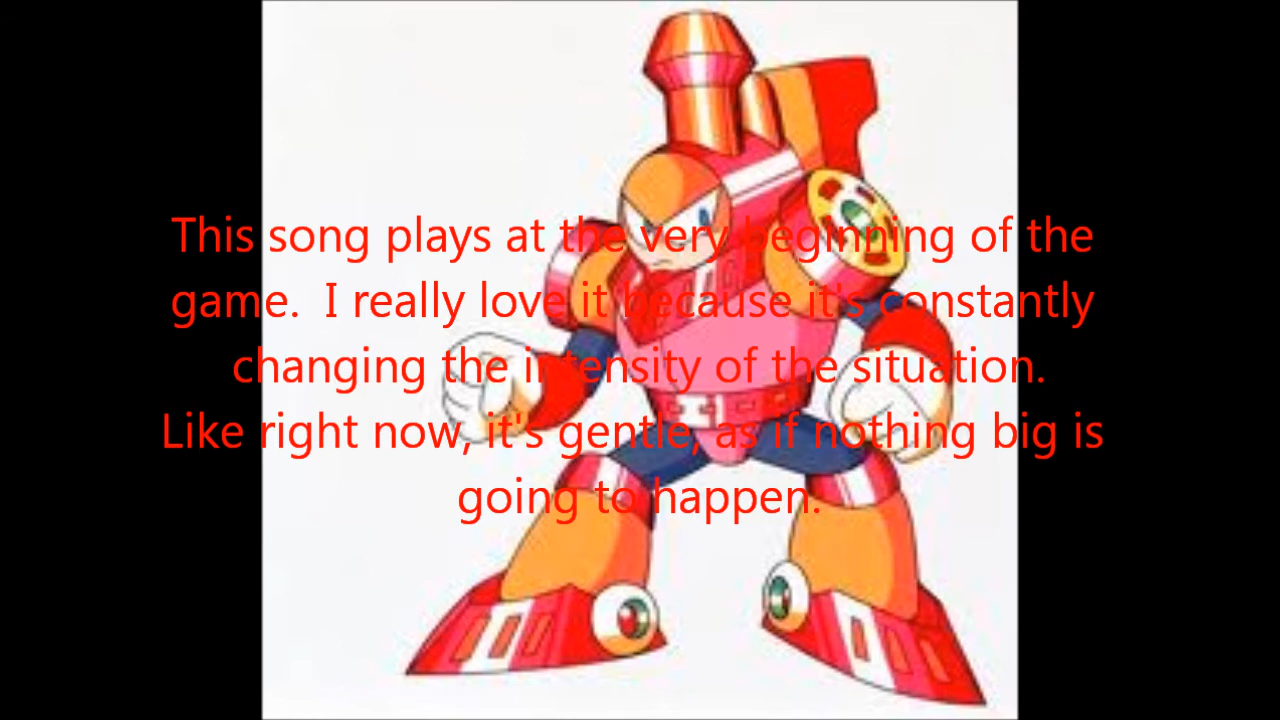 This song plays at the very beginning of the
game.  I really love it because it's constantly
changing the intensity of the situation.
Like right now, it's gentle, as if nothing big is
going to happen.